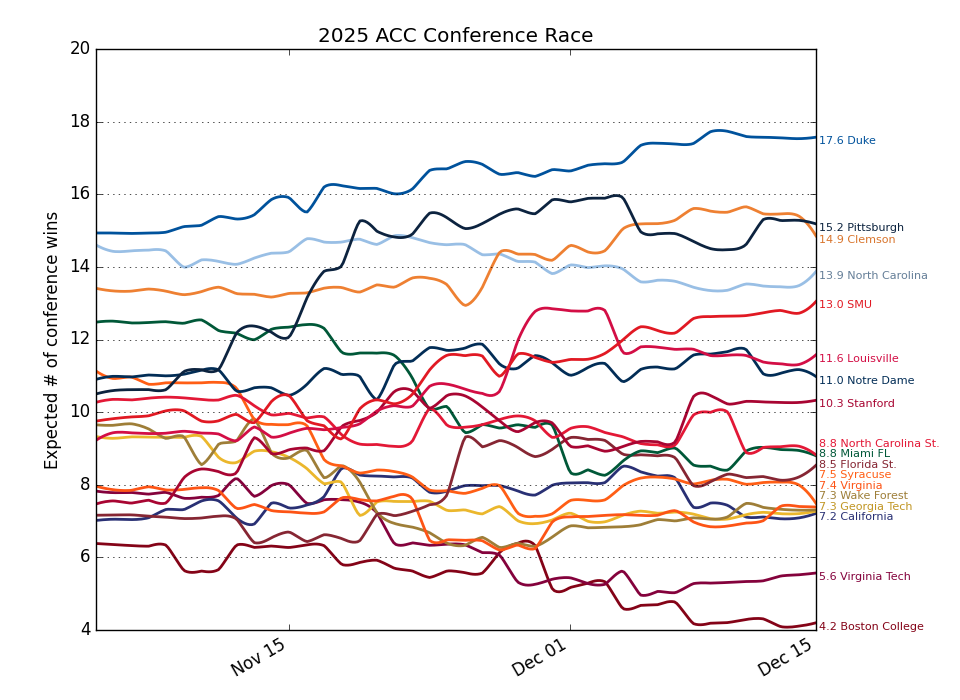 2025 ACC Conference Race
Expected # of conference wins
20
18
16
14
12
10
8
6
4
Nov 15
Dec 01
Dec 15
17.6 Duke
15.2 Pittsburgh
14.9 Clemson
13.9 North Carolina
13.0 SMU
11.6 Louisville
11.0 Notre Dame
10.3 Stanford
8.8 North Carolina St.
8.8 Miami FL
8.5 Florida St.
7.5 Syracuse
7.4 Virginia
7.3 Wake Forest
7.3 Georgia Tech
7.2 California
5.6 Virginia Tech
4.2 Boston College